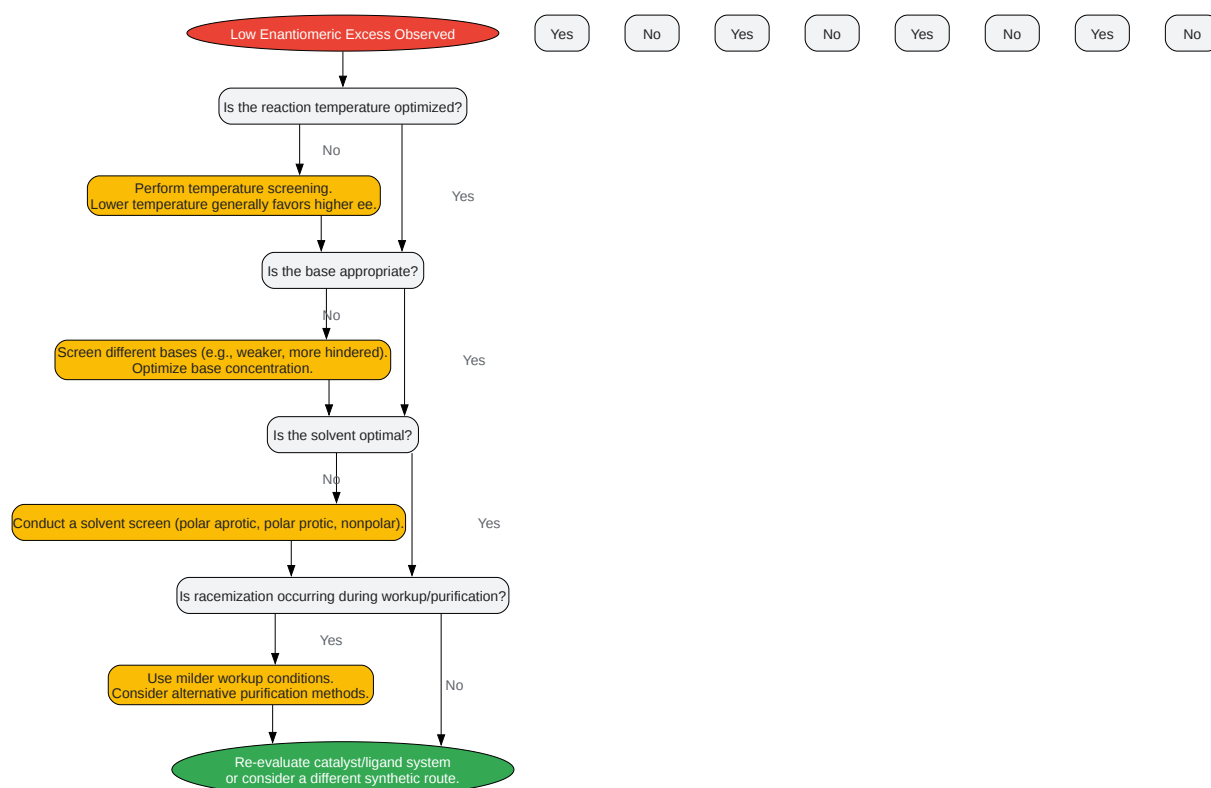 Low Enantiomeric Excess Observed
Yes
No
Yes
No
Yes
No
Yes
No
Is the reaction temperature optimized?
No
Perform temperature screening.
Lower temperature generally favors higher ee.
Yes
Is the base appropriate?
No
Screen different bases (e.g., weaker, more hindered).
Optimize base concentration.
Yes
Is the solvent optimal?
No
Conduct a solvent screen (polar aprotic, polar protic, nonpolar).
Yes
Is racemization occurring during workup/purification?
Yes
Use milder workup conditions.
Consider alternative purification methods.
No
Re-evaluate catalyst/ligand system
or consider a different synthetic route.